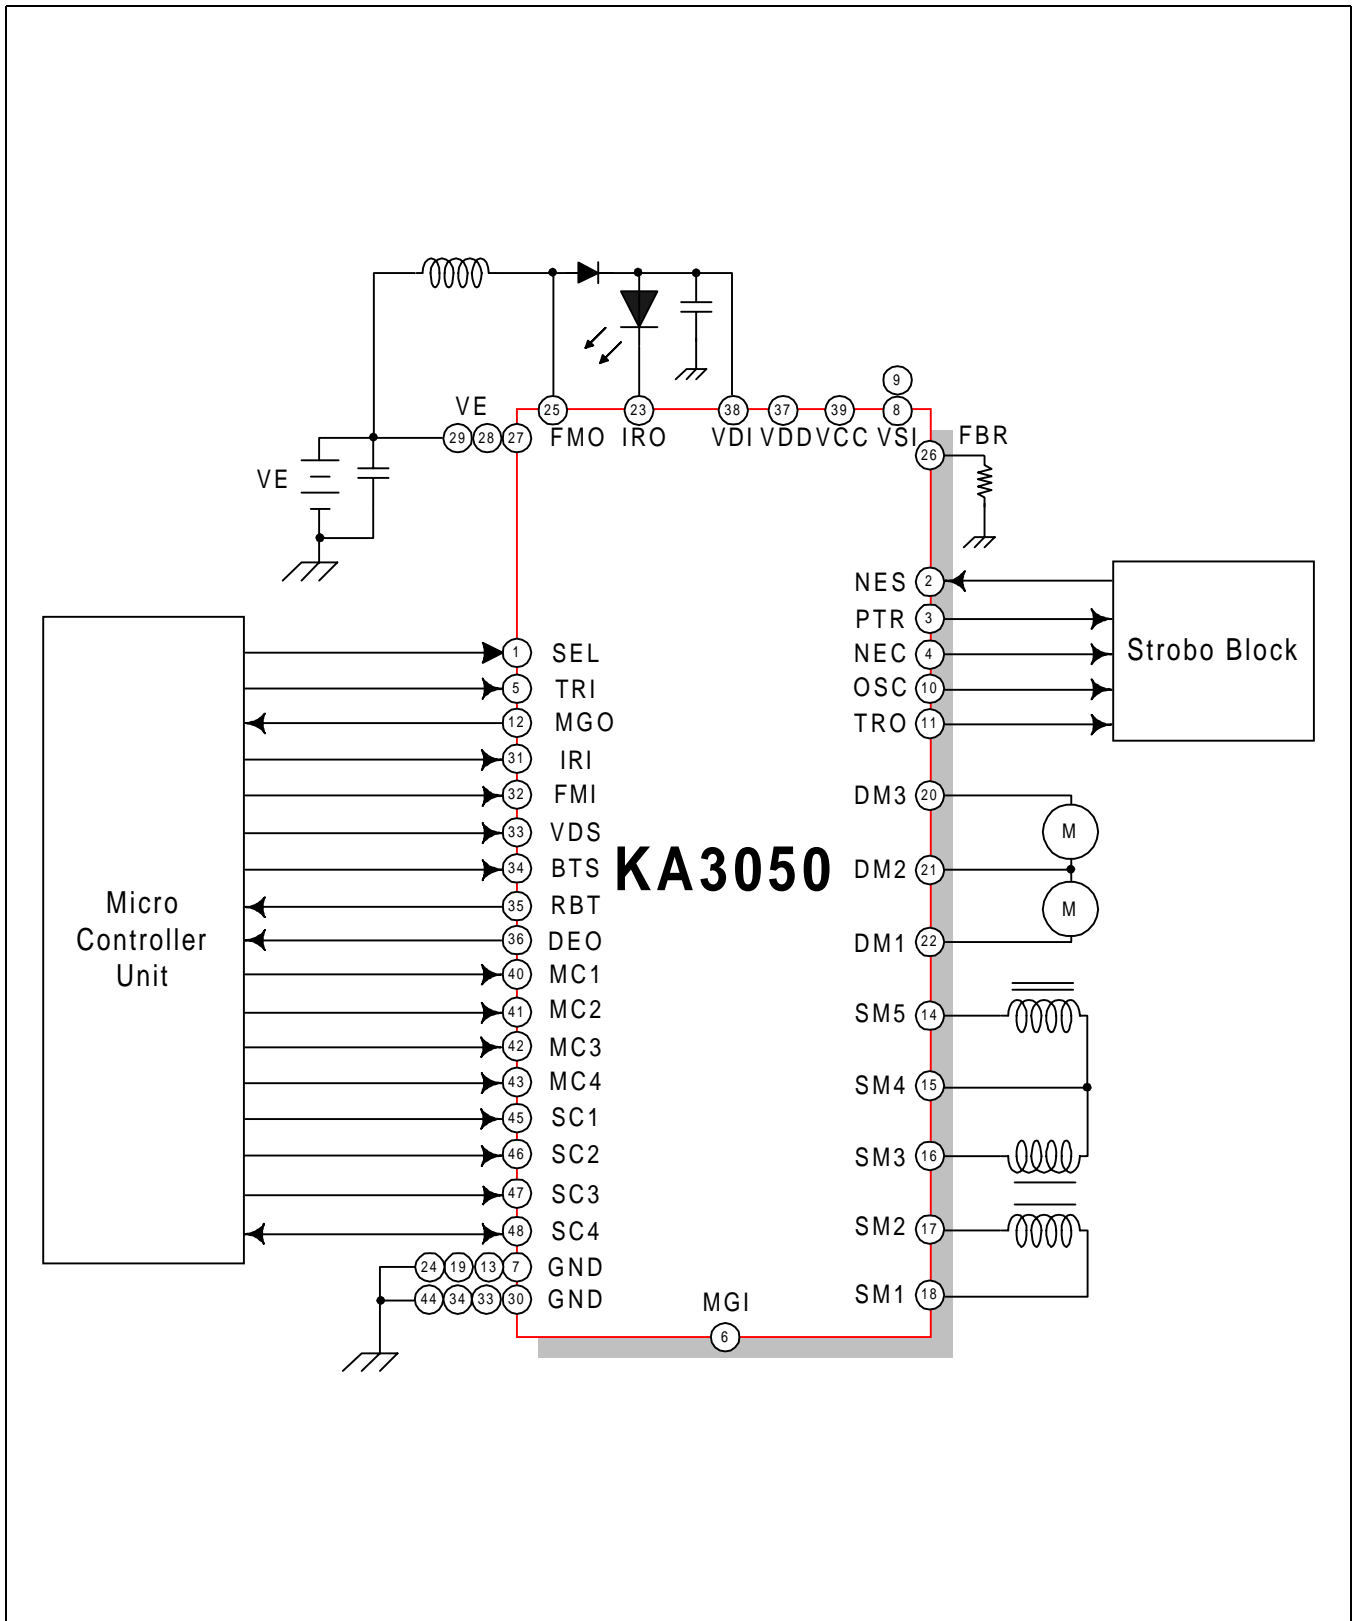 9
25 23 38 37 39 8
VE
29 28 27
FMO IRO VDI VDD VCC VSI
FBR
26
VE
NES 2
PTR 3
NEC 4
OSC 10
TRO 11
Strobo Block
1 SEL
5 TRI
12 MGO
31 IRI
32 FMI
33 VDS
34 BTS
35 RBT
36 DEO
40 MC1
41 MC2
42 MC3
43 MC4
45 SC1
46 SC2
47 SC3
48 SC4
24 19 13 7 GND
44 34 33 30 GND
Micro
Controller
Unit
KA3050
DM3 20
M
DM2 21
M
DM1 22
SM5 14
SM4 15
SM3 16
SM2 17
SM1 18
MGI
6